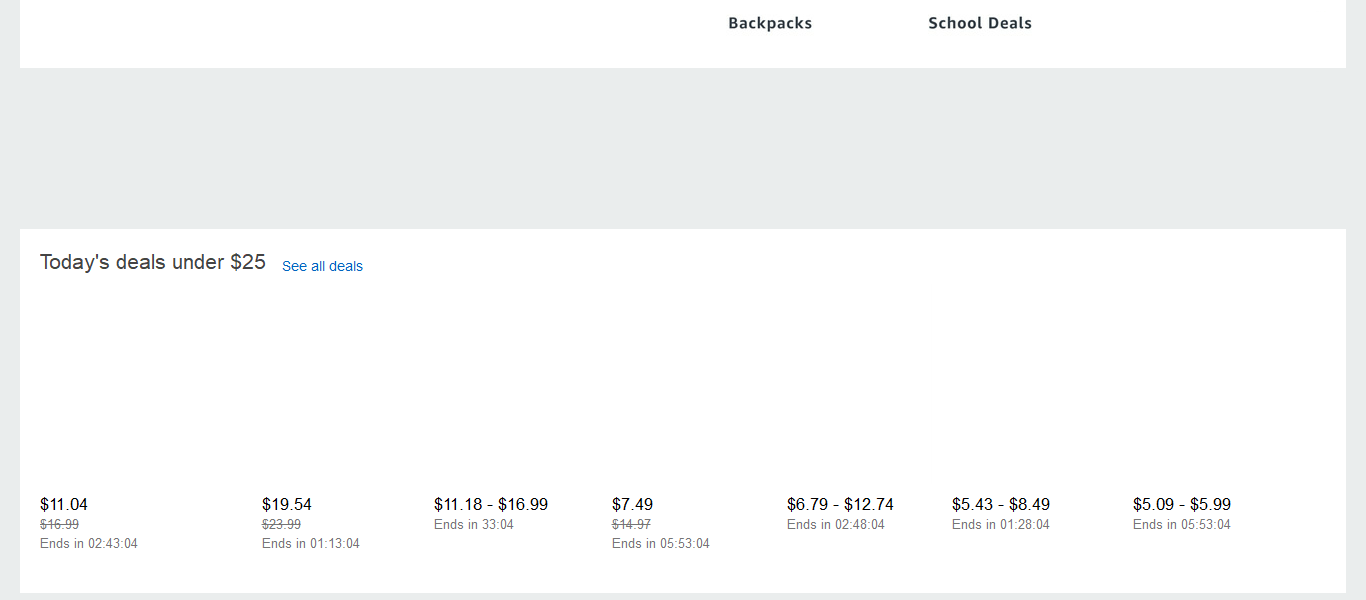 Backpacks School Deals
Today's deals under $25 See all deals
$11.04 $19.54 $11.18 - $16.99 $7.49 $6.79 - $12.74 $5.43 - $8.49 $5.09 - $5.99
$16.99 $23.99 Ends in 33:04 $14.97 Ends in 02:48:04 Ends in 01:28:04 Ends in 05:53:04
Ends in 02:43:04 Ends in 01:13:04 Ends in 05:53:04